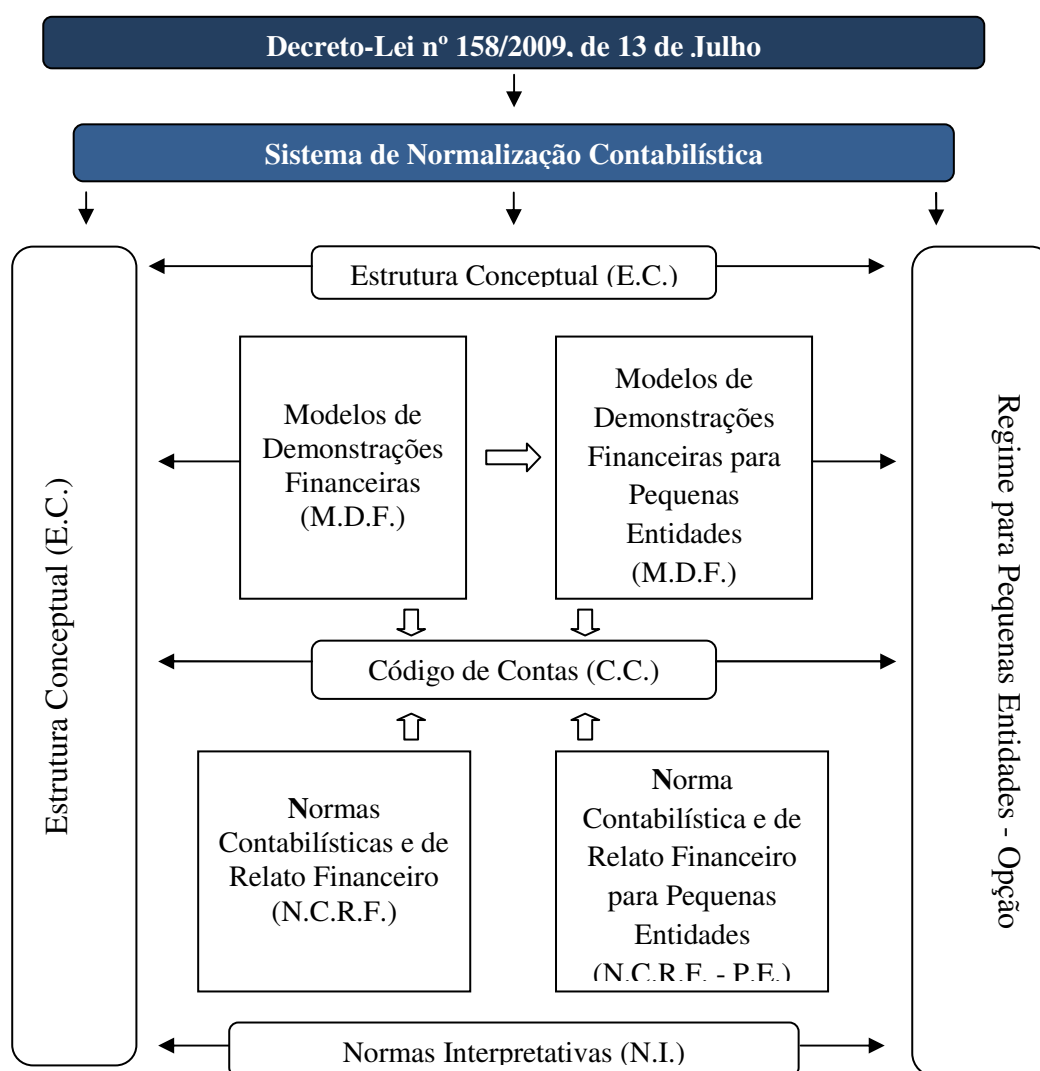 Decreto-Lei nº 158/2009, de 13 de Julho
Sistema de Normalização Contabilística
Estrutura Conceptual (E.C.)
Estrutura Conceptual (E.C.)
Modelos de
Demonstrações
Financeiras
(M.D.F.)
Modelos de
Demonstrações
Financeiras para
Pequenas
Entidades
(M.D.F.)
Código de Contas (C.C.)
Normas
Contabilísticas e de
Relato Financeiro
(N.C.R.F.)
Norma
Contabilística e de
Relato Financeiro
para Pequenas
Entidades
(N.C.R.F. - P.E.)
Normas Interpretativas (N.I.)
Regime para Pequenas Entidades - Opção